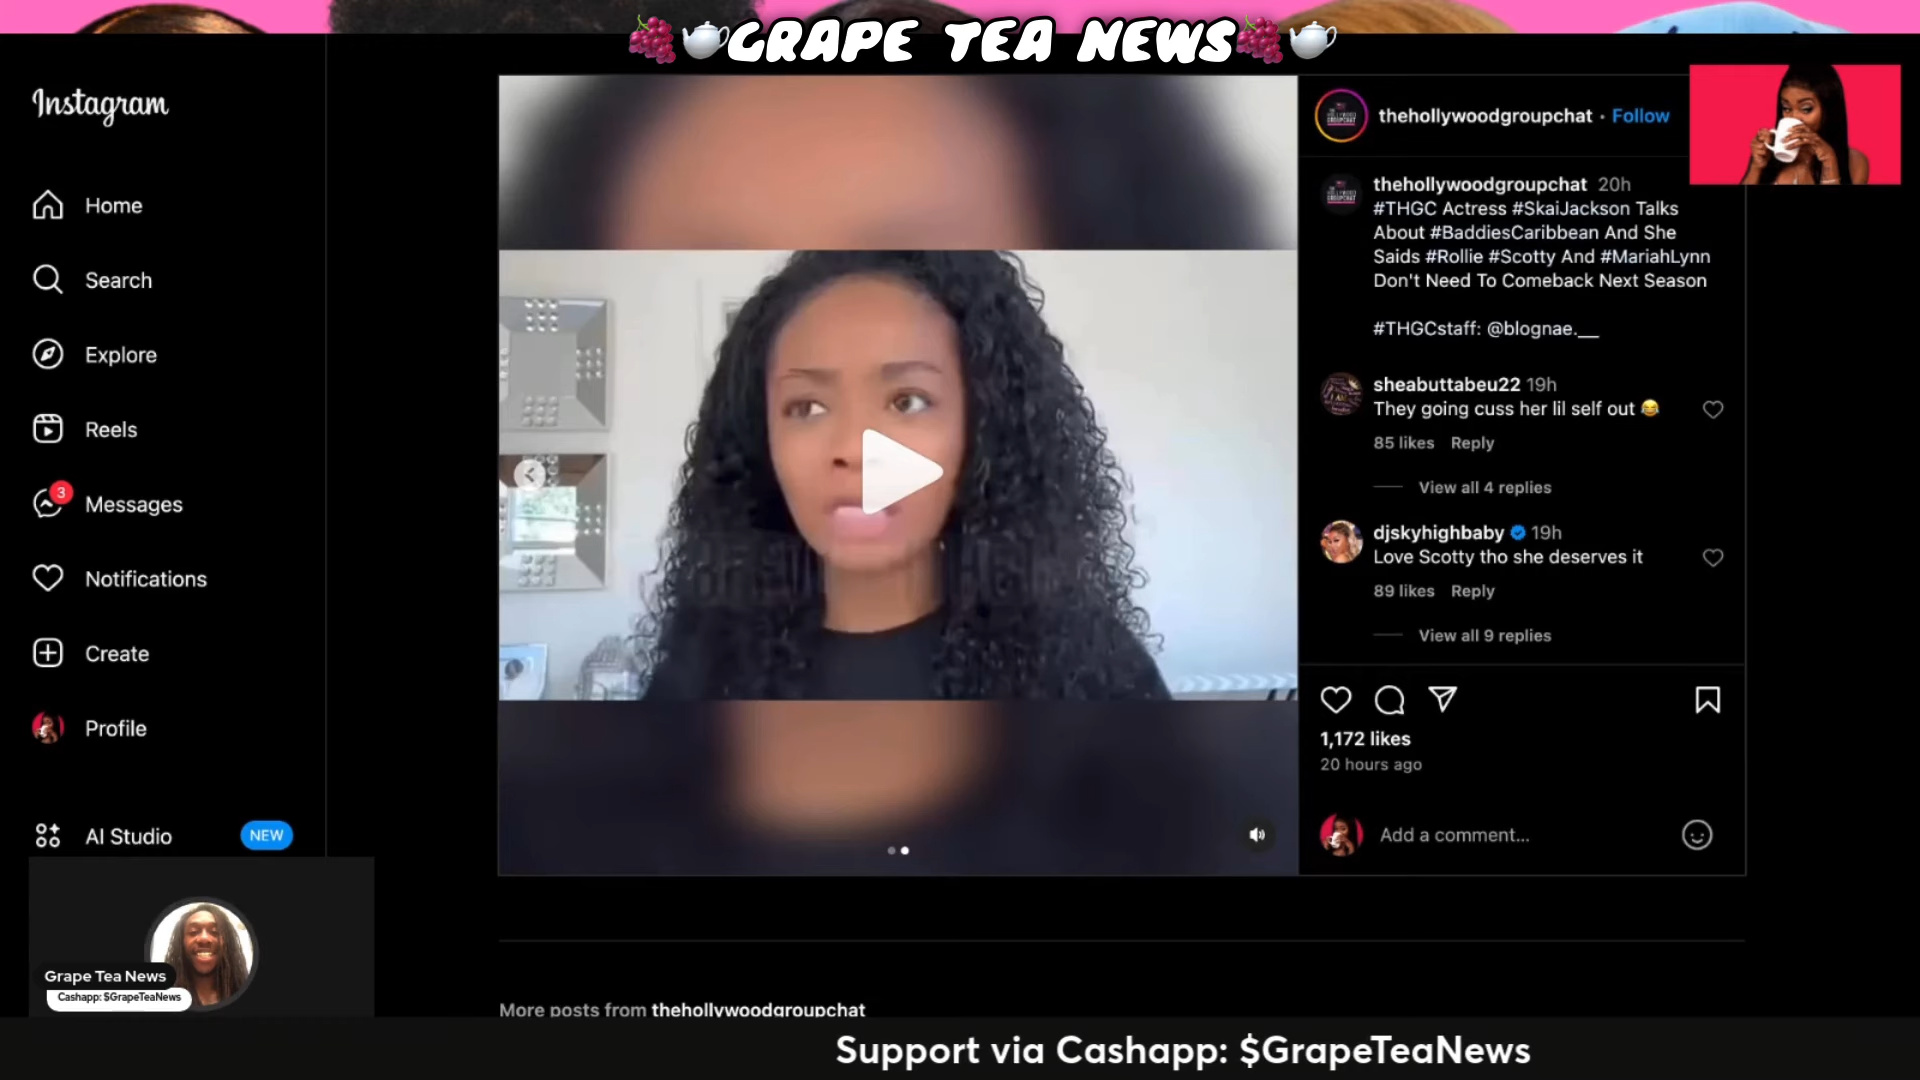 GRAPE TEA NEWS
Instagram
Home
Search
Explore
Reels
3
Messages
Notifications
Create
Profile
AI Studio
NEW
Grape Tea News
Cashapp: $GrapeTeaNews
thehollywoodgroupchat • Follow
thehollywoodgroupchat 20h
#THGC Actress #SkaiJackson Talks
About #BaddiesCaribbean And She
Saids #Rollie #Scotty And #MariahLynn
Don't Need To Comeback Next Season
#THGCstaff: @blognae.__
sheabuttabeu22 19h
They going cuss her lil self out 😂
85 likes Reply
View all 4 replies
djskyhighbaby 19h
Love Scotty tho she deserves it
89 likes Reply
View all 9 replies
1,172 likes
20 hours ago
Add a comment...
More posts from thehollywoodgroupchat
Support via Cashapp: $GrapeTeaNews